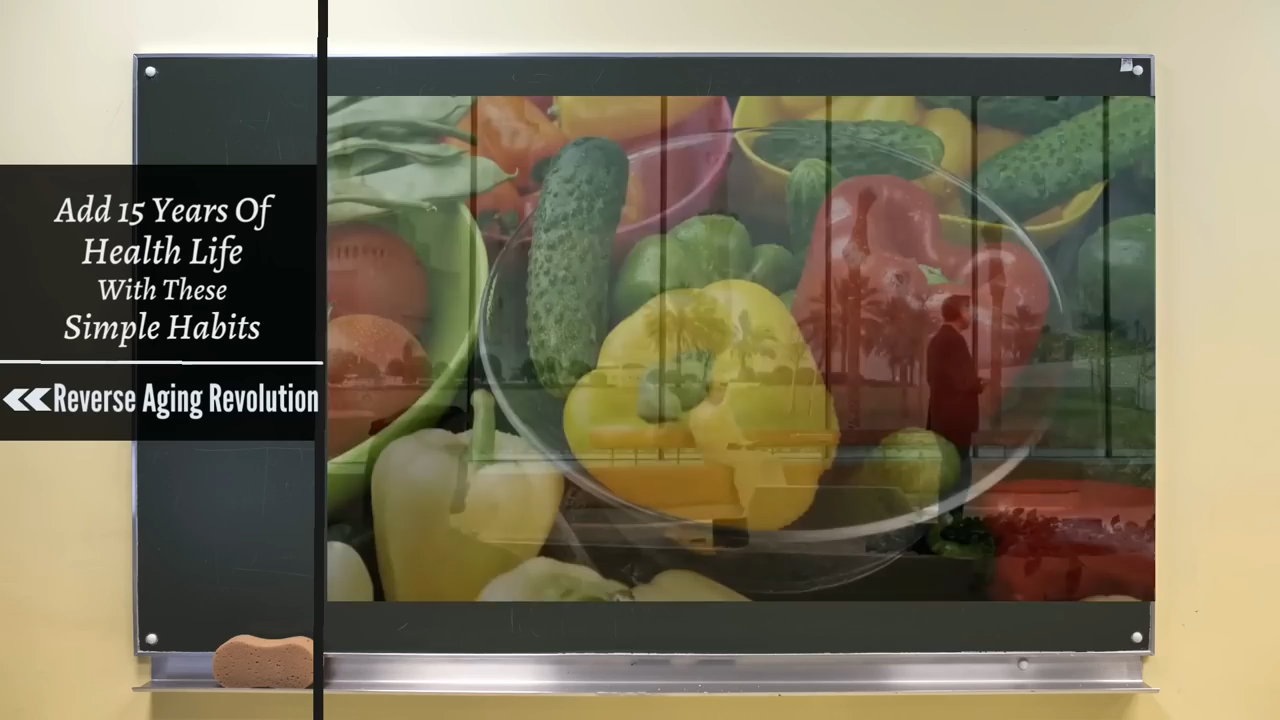 Add 15 Years Of
Health Life
With These
Simple Habits
Reverse Aging Revolution